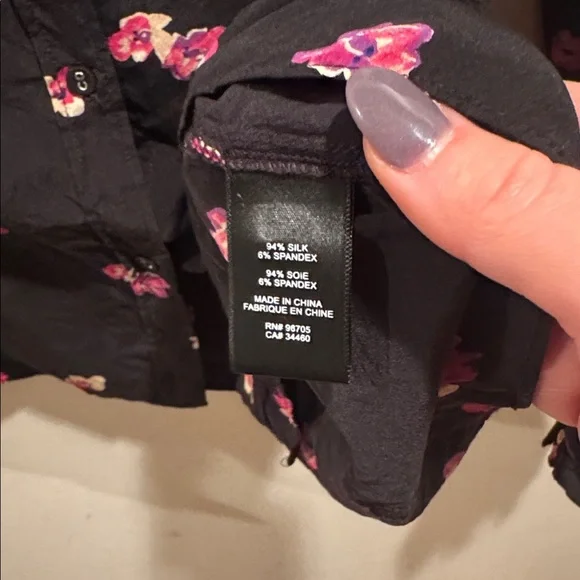 94% SILK
6% SPANDEX
94% SOIE
6% SPANDEX
MADE IN CHINA
FABRIQUE EN CHINE
RN# 96705
CA# 34460